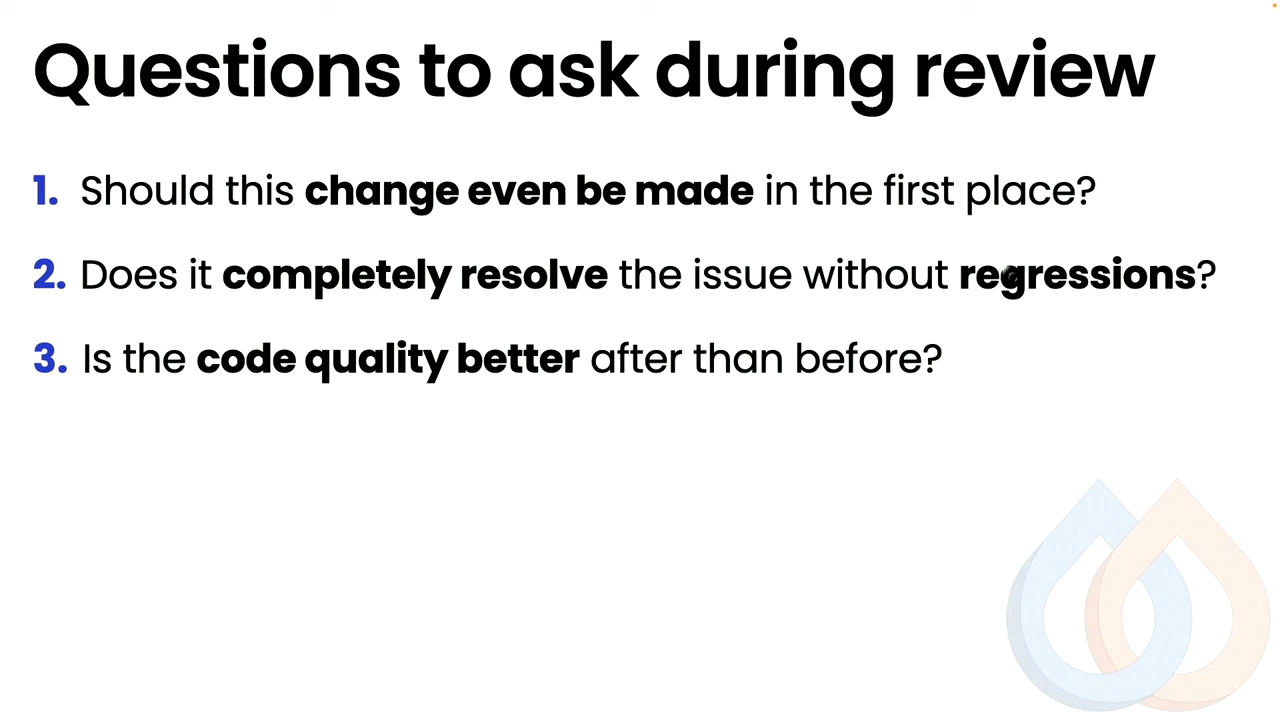 Questions to ask during review
1. Should this change even be made in the first place?
2. Does it completely resolve the issue without regressions?
3. Is the code quality better after than before?